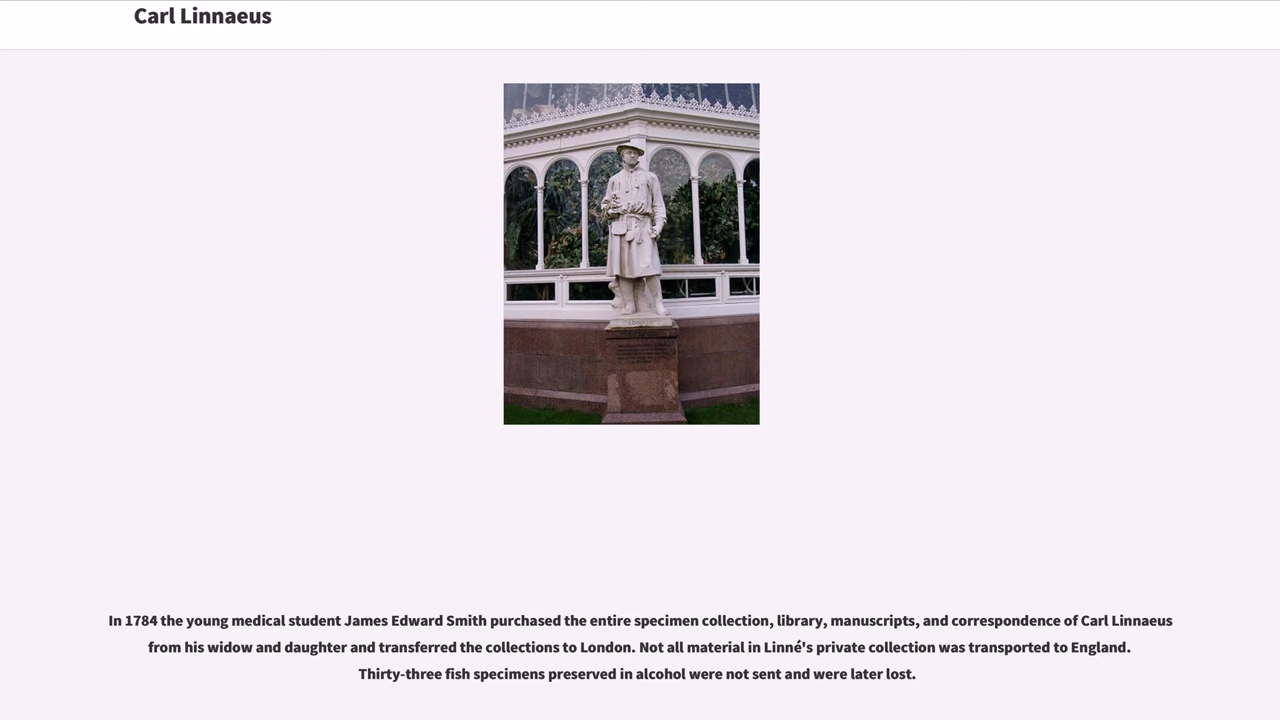 Carl Linnaeus
In 1784 the young medical student James Edward Smith purchased the entire specimen collection, library, manuscripts, and correspondence of Carl Linnaeus
from his widow and daughter and transferred the collections to London. Not all material in Linné's private collection was transported to England.
Thirty-three fish specimens preserved in alcohol were not sent and were later lost.